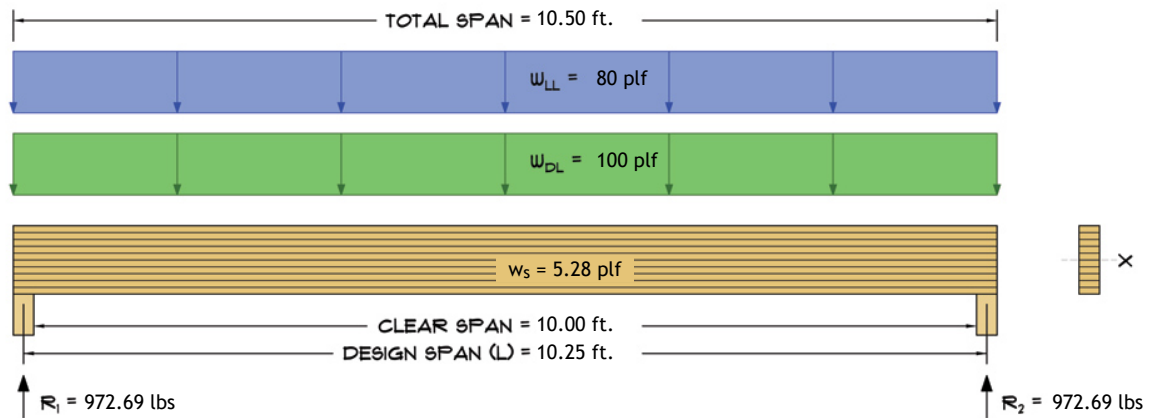 TOTAL SPAN = 10.50 ft.
WLL = 80 plf
WDL = 100 plf
ws = 5.28 plf
X
CLEAR SPAN = 10.00 ft.
DESIGN SPAN (L) = 10.25 ft.
R1 = 972.69 lbs
R2 = 972.69 lbs